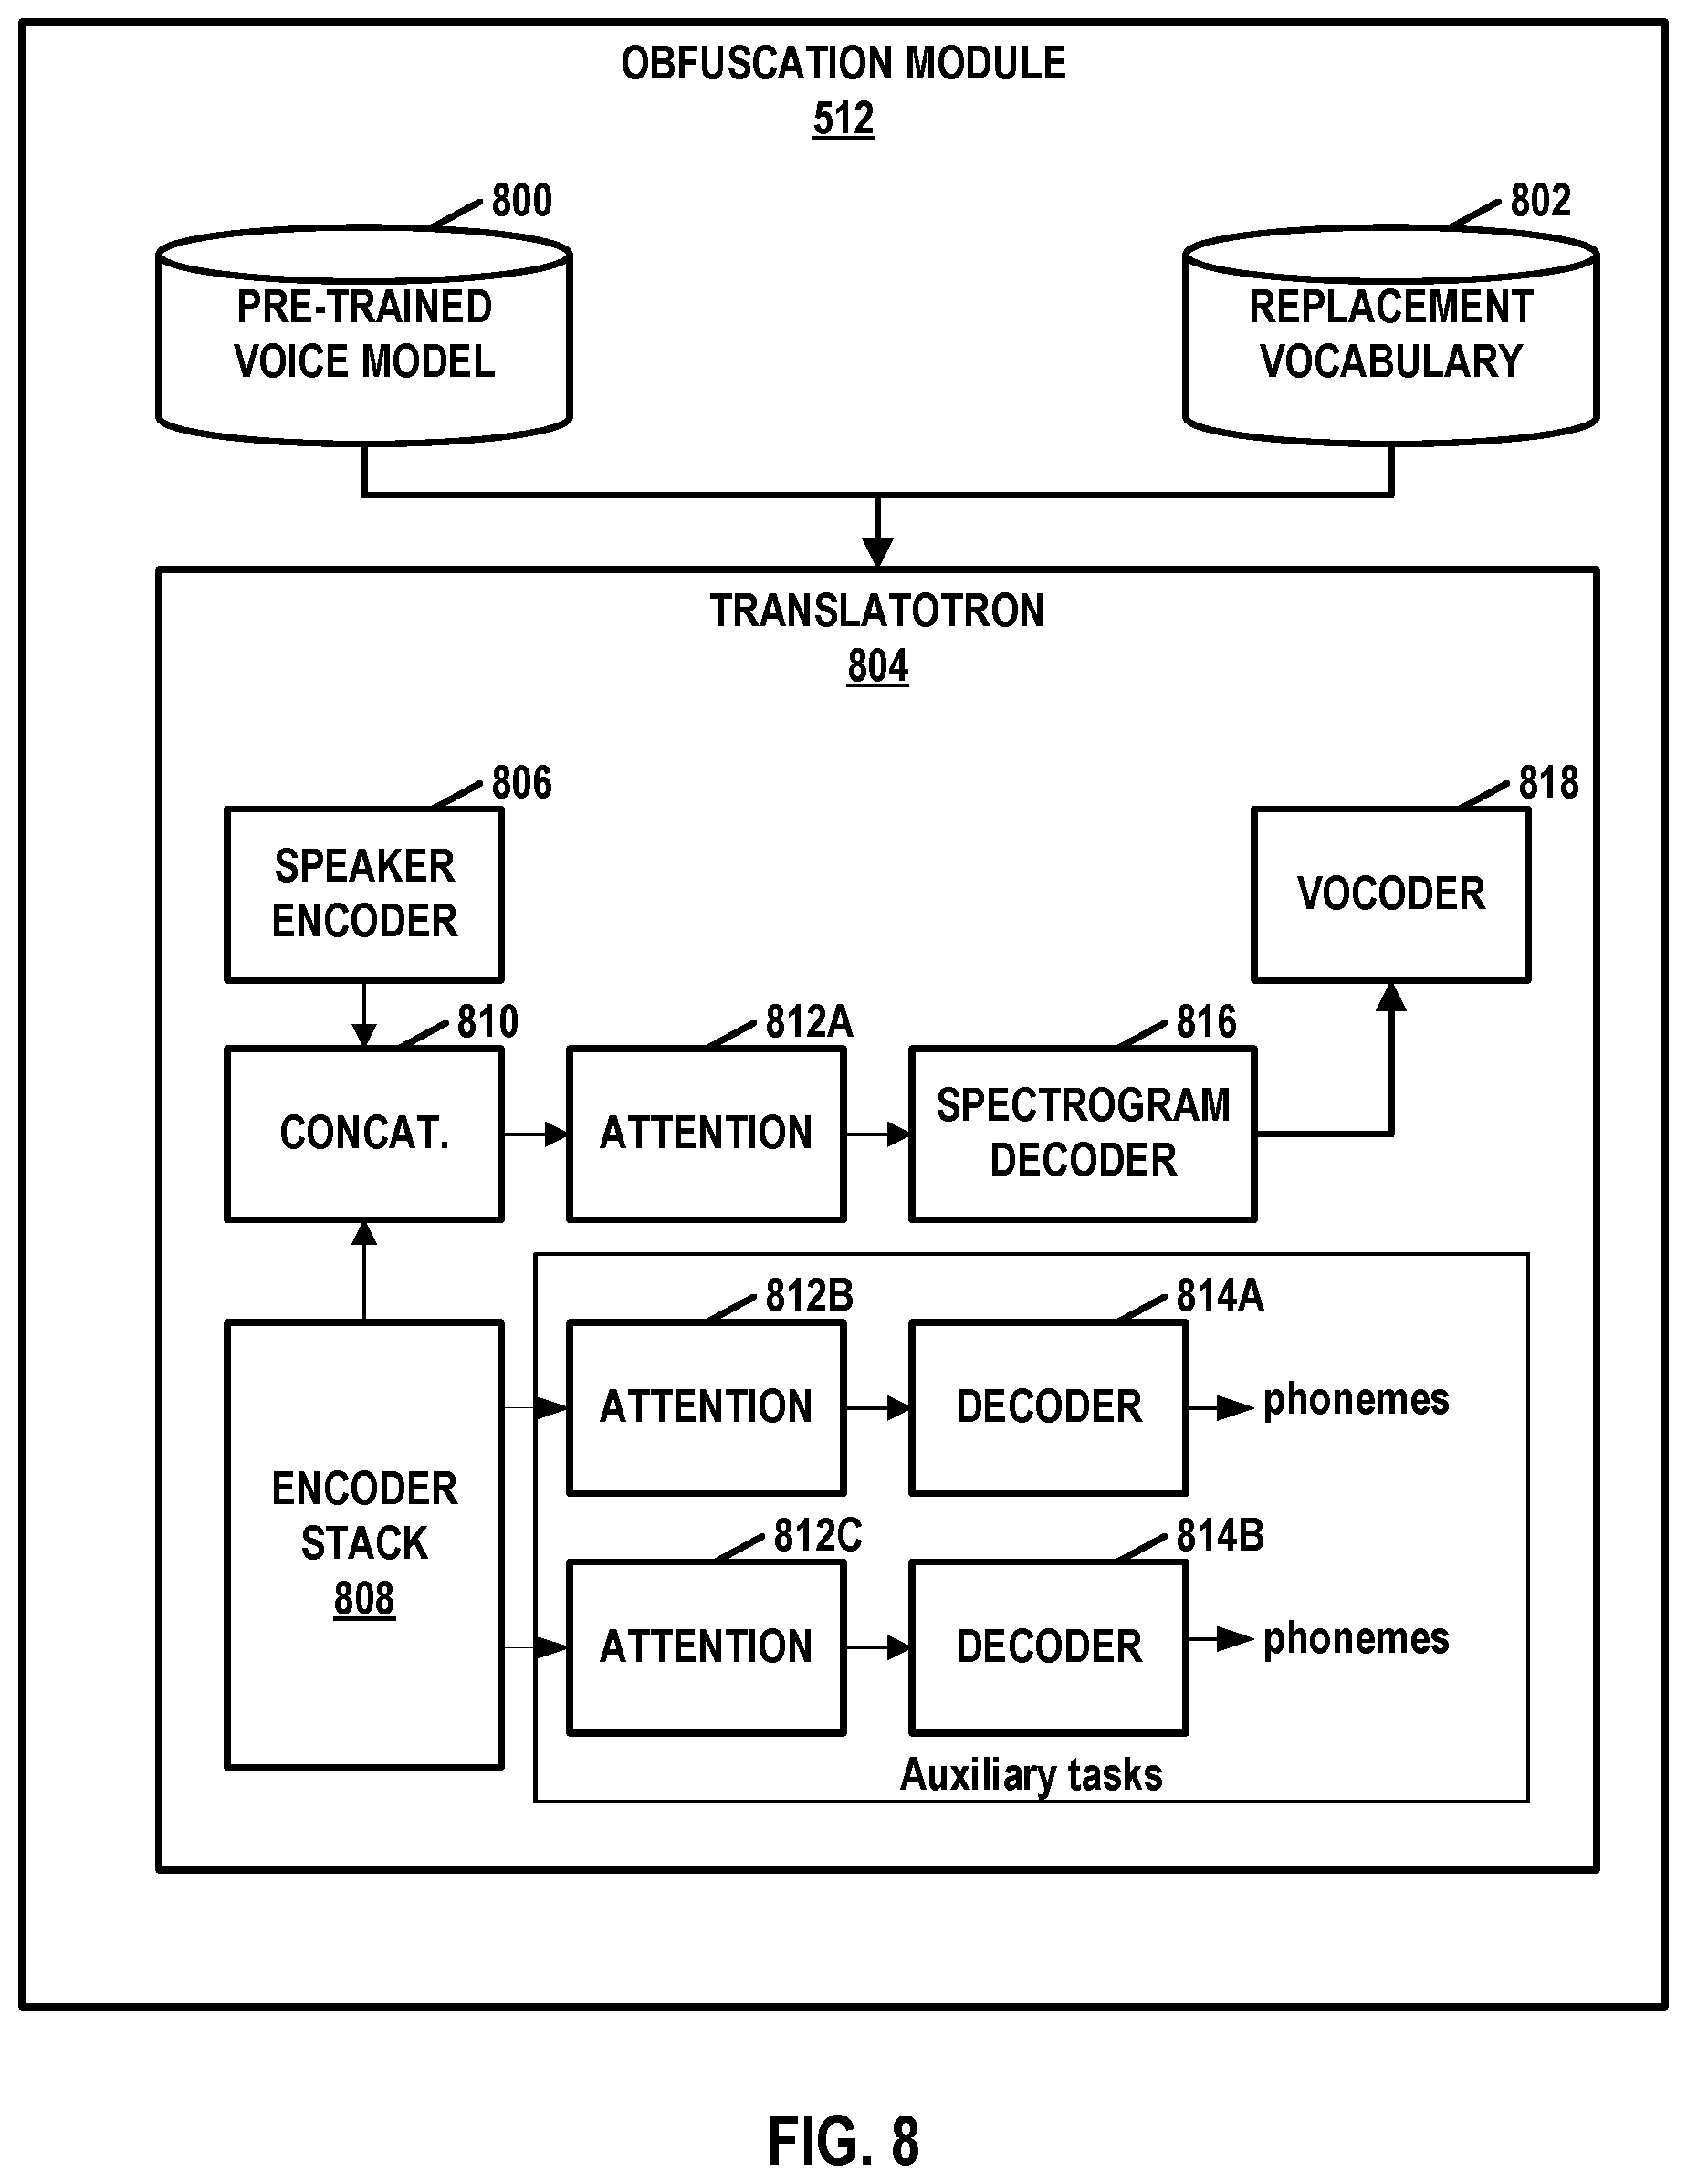 OBFUSCATION MODULE
512
800
802
PRE-TRAINED
VOICE MODEL
REPLACEMENT
VOCABULARY
TRANSLATOTRON
804
806
818
SPEAKER
ENCODER
VOCODER
810
812A
816
CONCAT.
ATTENTION
SPECTROGRAM
DECODER
812B
814A
ATTENTION
DECODER
phonemes
ENCODER
STACK
808
812C
814B
ATTENTION
DECODER
phonemes
Auxiliary tasks
FIG. 8